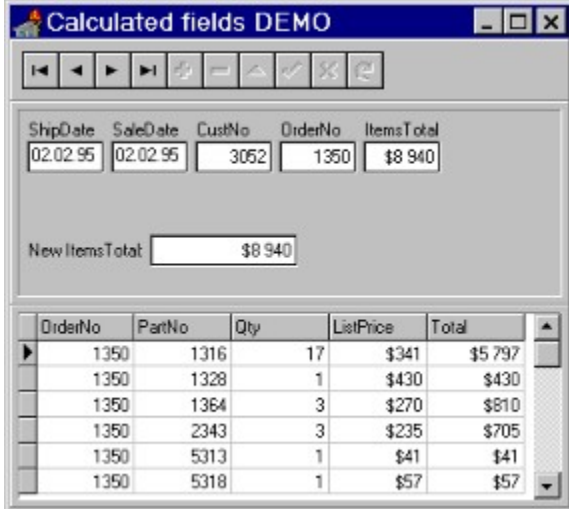 Calculated fields DEMO
ShipDate SaleDate CustNo OrderNo ItemsTotal
02.02.95 02.02.95 3052 1350 $8 940
New ItemsTotal: $8 940
OrderNo PartNo Qty ListPrice Total
1350 1316 17 $341 $5 797
1350 1328 1 $430 $430
1350 1364 3 $270 $810
1350 2343 3 $235 $705
1350 5313 1 $41 $41
1350 5318 1 $57 $57